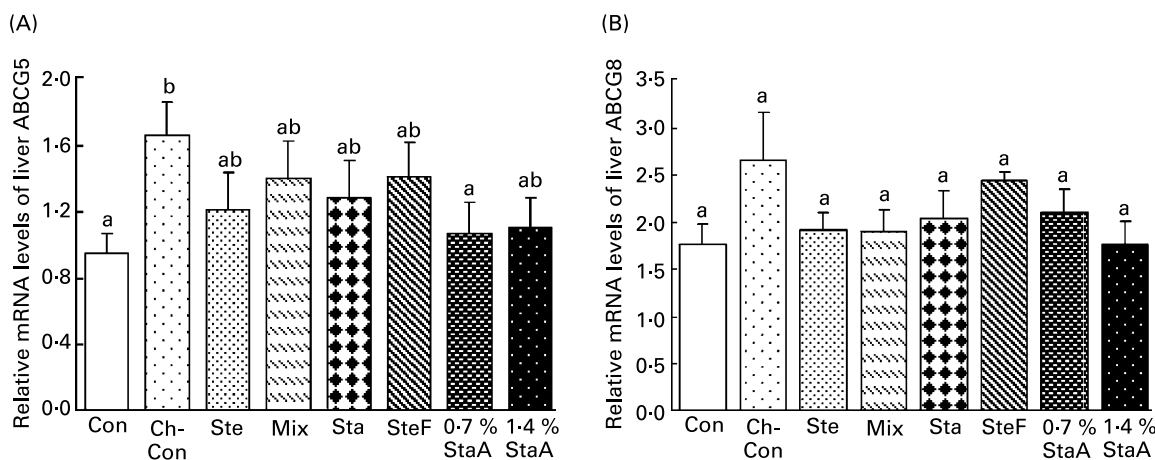 (A)
Relative mRNA levels of liver ABCG5
2·0
1·6
1·2
0·8
0·4
0·0
a
b
ab
ab
ab
ab
a
ab
Con
Ch-
Con
Ste
Mix
Sta
SteF
0·7 %
StaA
1·4 %
StaA
(B)
Relative mRNA levels of liver ABCG8
3·5
3·0
2·5
2·0
1·5
1·0
0·0
a
a
a
a
a
a
a
a
Con
Ch-
Con
Ste
Mix
Sta
SteF
0·7 %
StaA
1·4 %
StaA